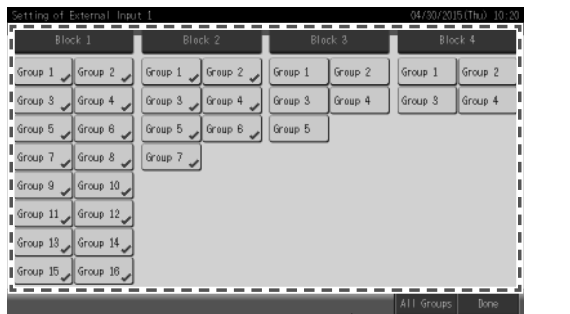 Setting of External Input 1 04/30/2015(Thu) 10:20
Block 1 Block 2 Block 3 Block 4
Group 1 Group 2 Group 1 Group 2 Group 1 Group 2 Group 1 Group 2
Group 3 Group 4 Group 3 Group 4 Group 3 Group 4 Group 3 Group 4
Group 5 Group 6 Group 5 Group 6 Group 5
Group 7 Group 8 Group 7
Group 9 Group 10
Group 11 Group 12
Group 13 Group 14
Group 15 Group 16
All Groups Done